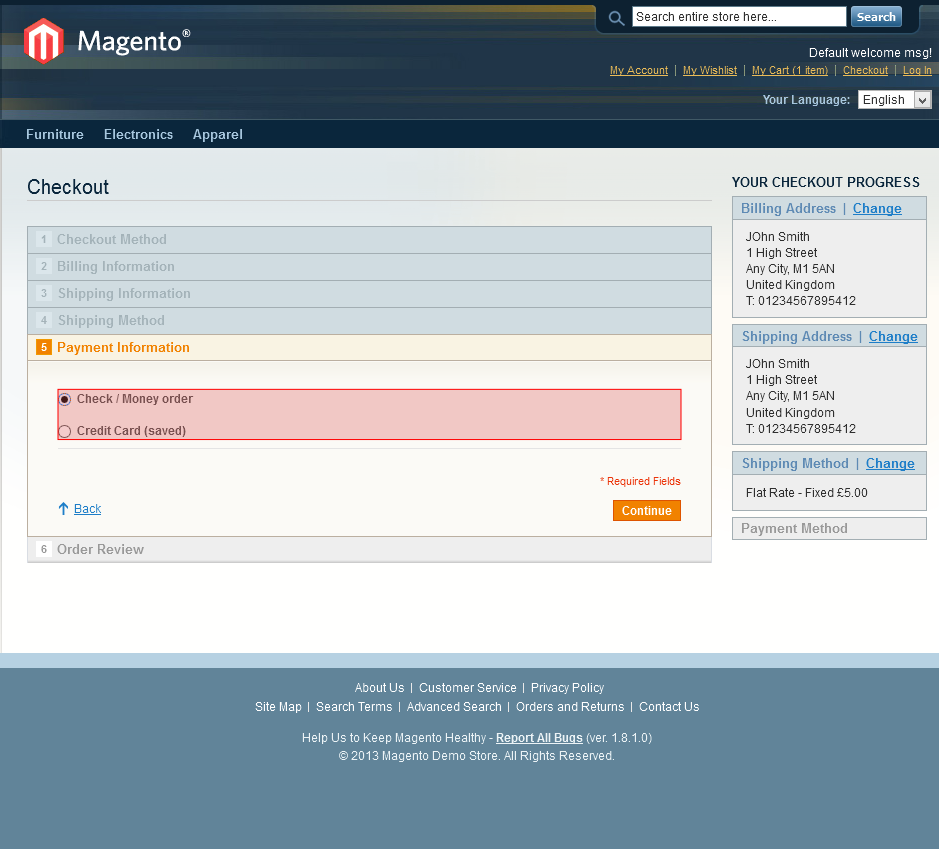 Search entire store here...
Search
Magento®
Default welcome msg!
My Account | My Wishlist | My Cart (1 item) | Checkout | Log In
Your Language: English
Furniture Electronics Apparel
Checkout
1 Checkout Method
2 Billing Information
3 Shipping Information
4 Shipping Method
5 Payment Information
Check / Money order
Credit Card (saved)
* Required Fields
Back
Continue
6 Order Review
YOUR CHECKOUT PROGRESS
Billing Address | Change
JOhn Smith
1 High Street
Any City, M1 5AN
United Kingdom
T: 01234567895412
Shipping Address | Change
JOhn Smith
1 High Street
Any City, M1 5AN
United Kingdom
T: 01234567895412
Shipping Method | Change
Flat Rate - Fixed £5.00
Payment Method
About Us | Customer Service | Privacy Policy
Site Map | Search Terms | Advanced Search | Orders and Returns | Contact Us
Help Us to Keep Magento Healthy - Report All Bugs (ver. 1.8.1.0)
© 2013 Magento Demo Store. All Rights Reserved.